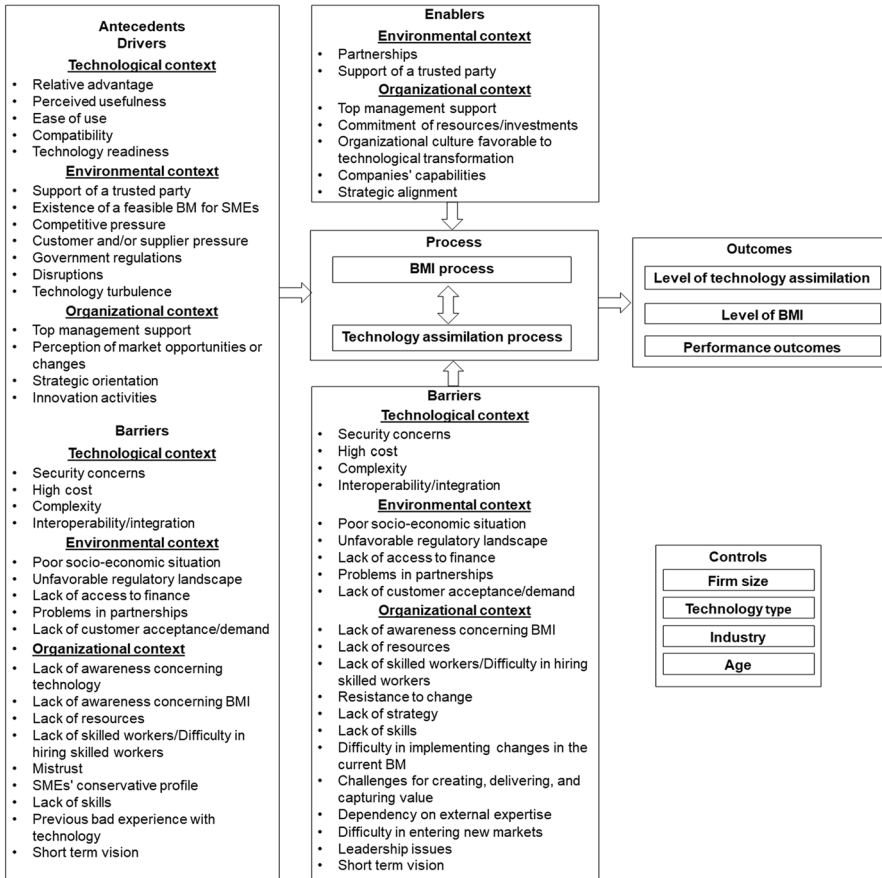 Antecedents
Drivers
Technological context
• Relative advantage
• Perceived usefulness
• Ease of use
• Compatibility
• Technology readiness
Environmental context
• Support of a trusted party
• Existence of a feasible BM for SMEs
• Competitive pressure
• Customer and/or supplier pressure
• Government regulations
• Disruptions
• Technology turbulence
Organizational context
• Top management support
• Perception of market opportunities or
changes
• Strategic orientation
• Innovation activities
Barriers
Technological context
• Security concerns
• High cost
• Complexity
• Interoperability/integration
Environmental context
• Poor socio-economic situation
• Unfavorable regulatory landscape
• Lack of access to finance
• Problems in partnerships
• Lack of customer acceptance/demand
• Organizational context
• Lack of awareness concerning
technology
• Lack of awareness concerning BMI
• Lack of resources
• Lack of skilled workers/Difficulty in
hiring skilled workers
• Mistrust
• SMEs' conservative profile
• Lack of skills
• Previous bad experience with
technology
• Short term vision
Enablers
Environmental context
• Partnerships
• Support of a trusted party
Organizational context
• Top management support
• Commitment of resources/investments
• Organizational culture favorable to
technological transformation
• Companies' capabilities
• Strategic alignment
Process
BMI process
Technology assimilation process
Barriers
Technological context
• Security concerns
• High cost
• Complexity
• Interoperability/integration
Environmental context
• Poor socio-economic situation
• Unfavorable regulatory landscape
• Lack of access to finance
• Problems in partnerships
• Lack of customer acceptance/demand
Organizational context
• Lack of awareness concerning BMI
• Lack of resources
• Lack of skilled workers/Difficulty in hiring
skilled workers
• Resistance to change
• Lack of strategy
• Lack of skills
• Difficulty in implementing changes in the
current BM
• Challenges for creating, delivering, and
capturing value
• Dependency on external expertise
• Difficulty in entering new markets
• Leadership issues
• Short term vision
Outcomes
Level of technology assimilation
Level of BMI
Performance outcomes
Controls
Firm size
Technology type
Industry
Age